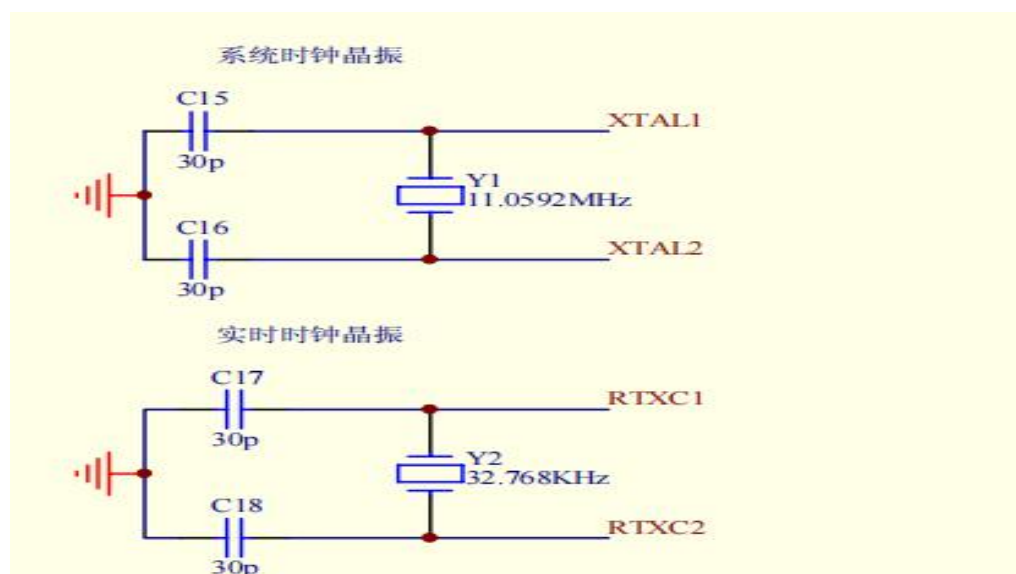 系统时钟晶振
C15
XTAL1
30p
Y1
11.0592MHz
C16
XTAL2
30p
实时时钟晶振
C17
RTXC1
30p
Y2
32.768KHz
C18
RTXC2
30p